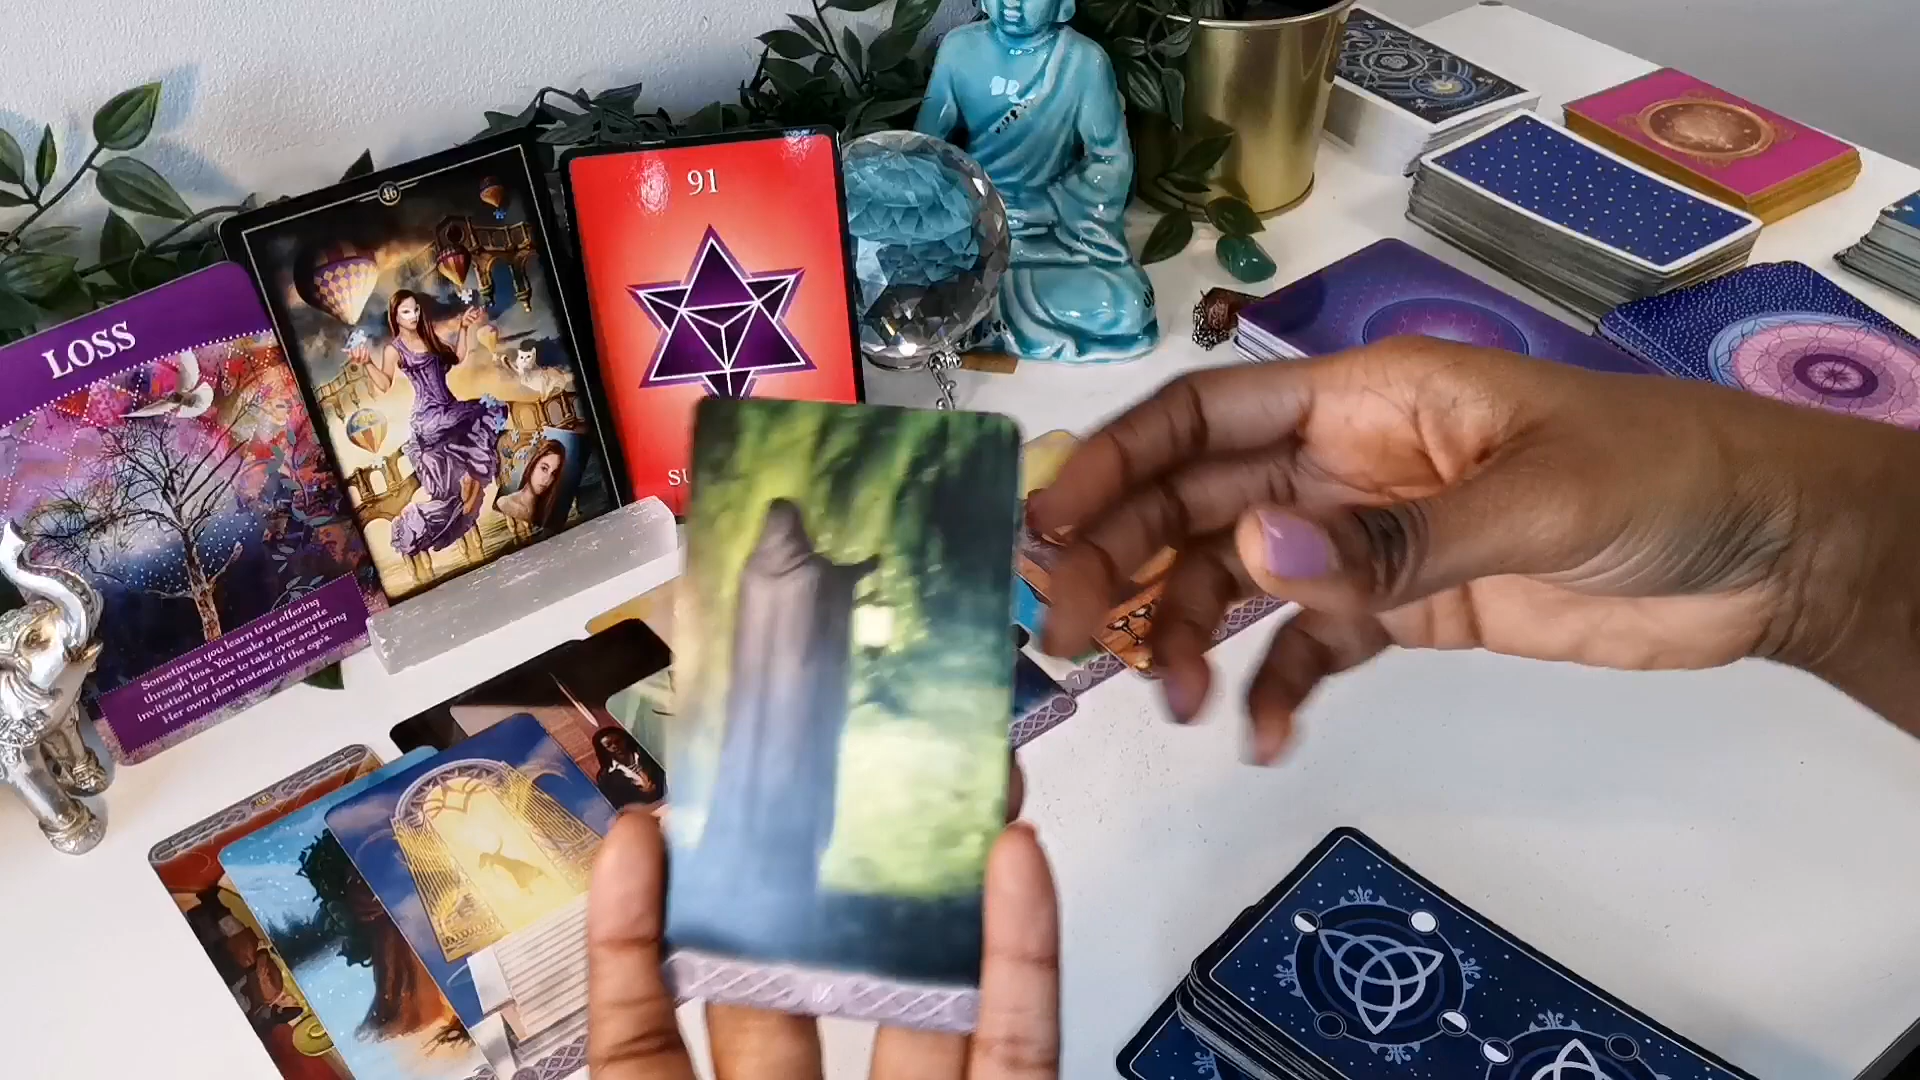 LOSS
Sometimes you learn true offering
through loss. You make a passionate
invitation for Love to take over and bring
Her own plan instead of the ego's.
46
91
SU
7